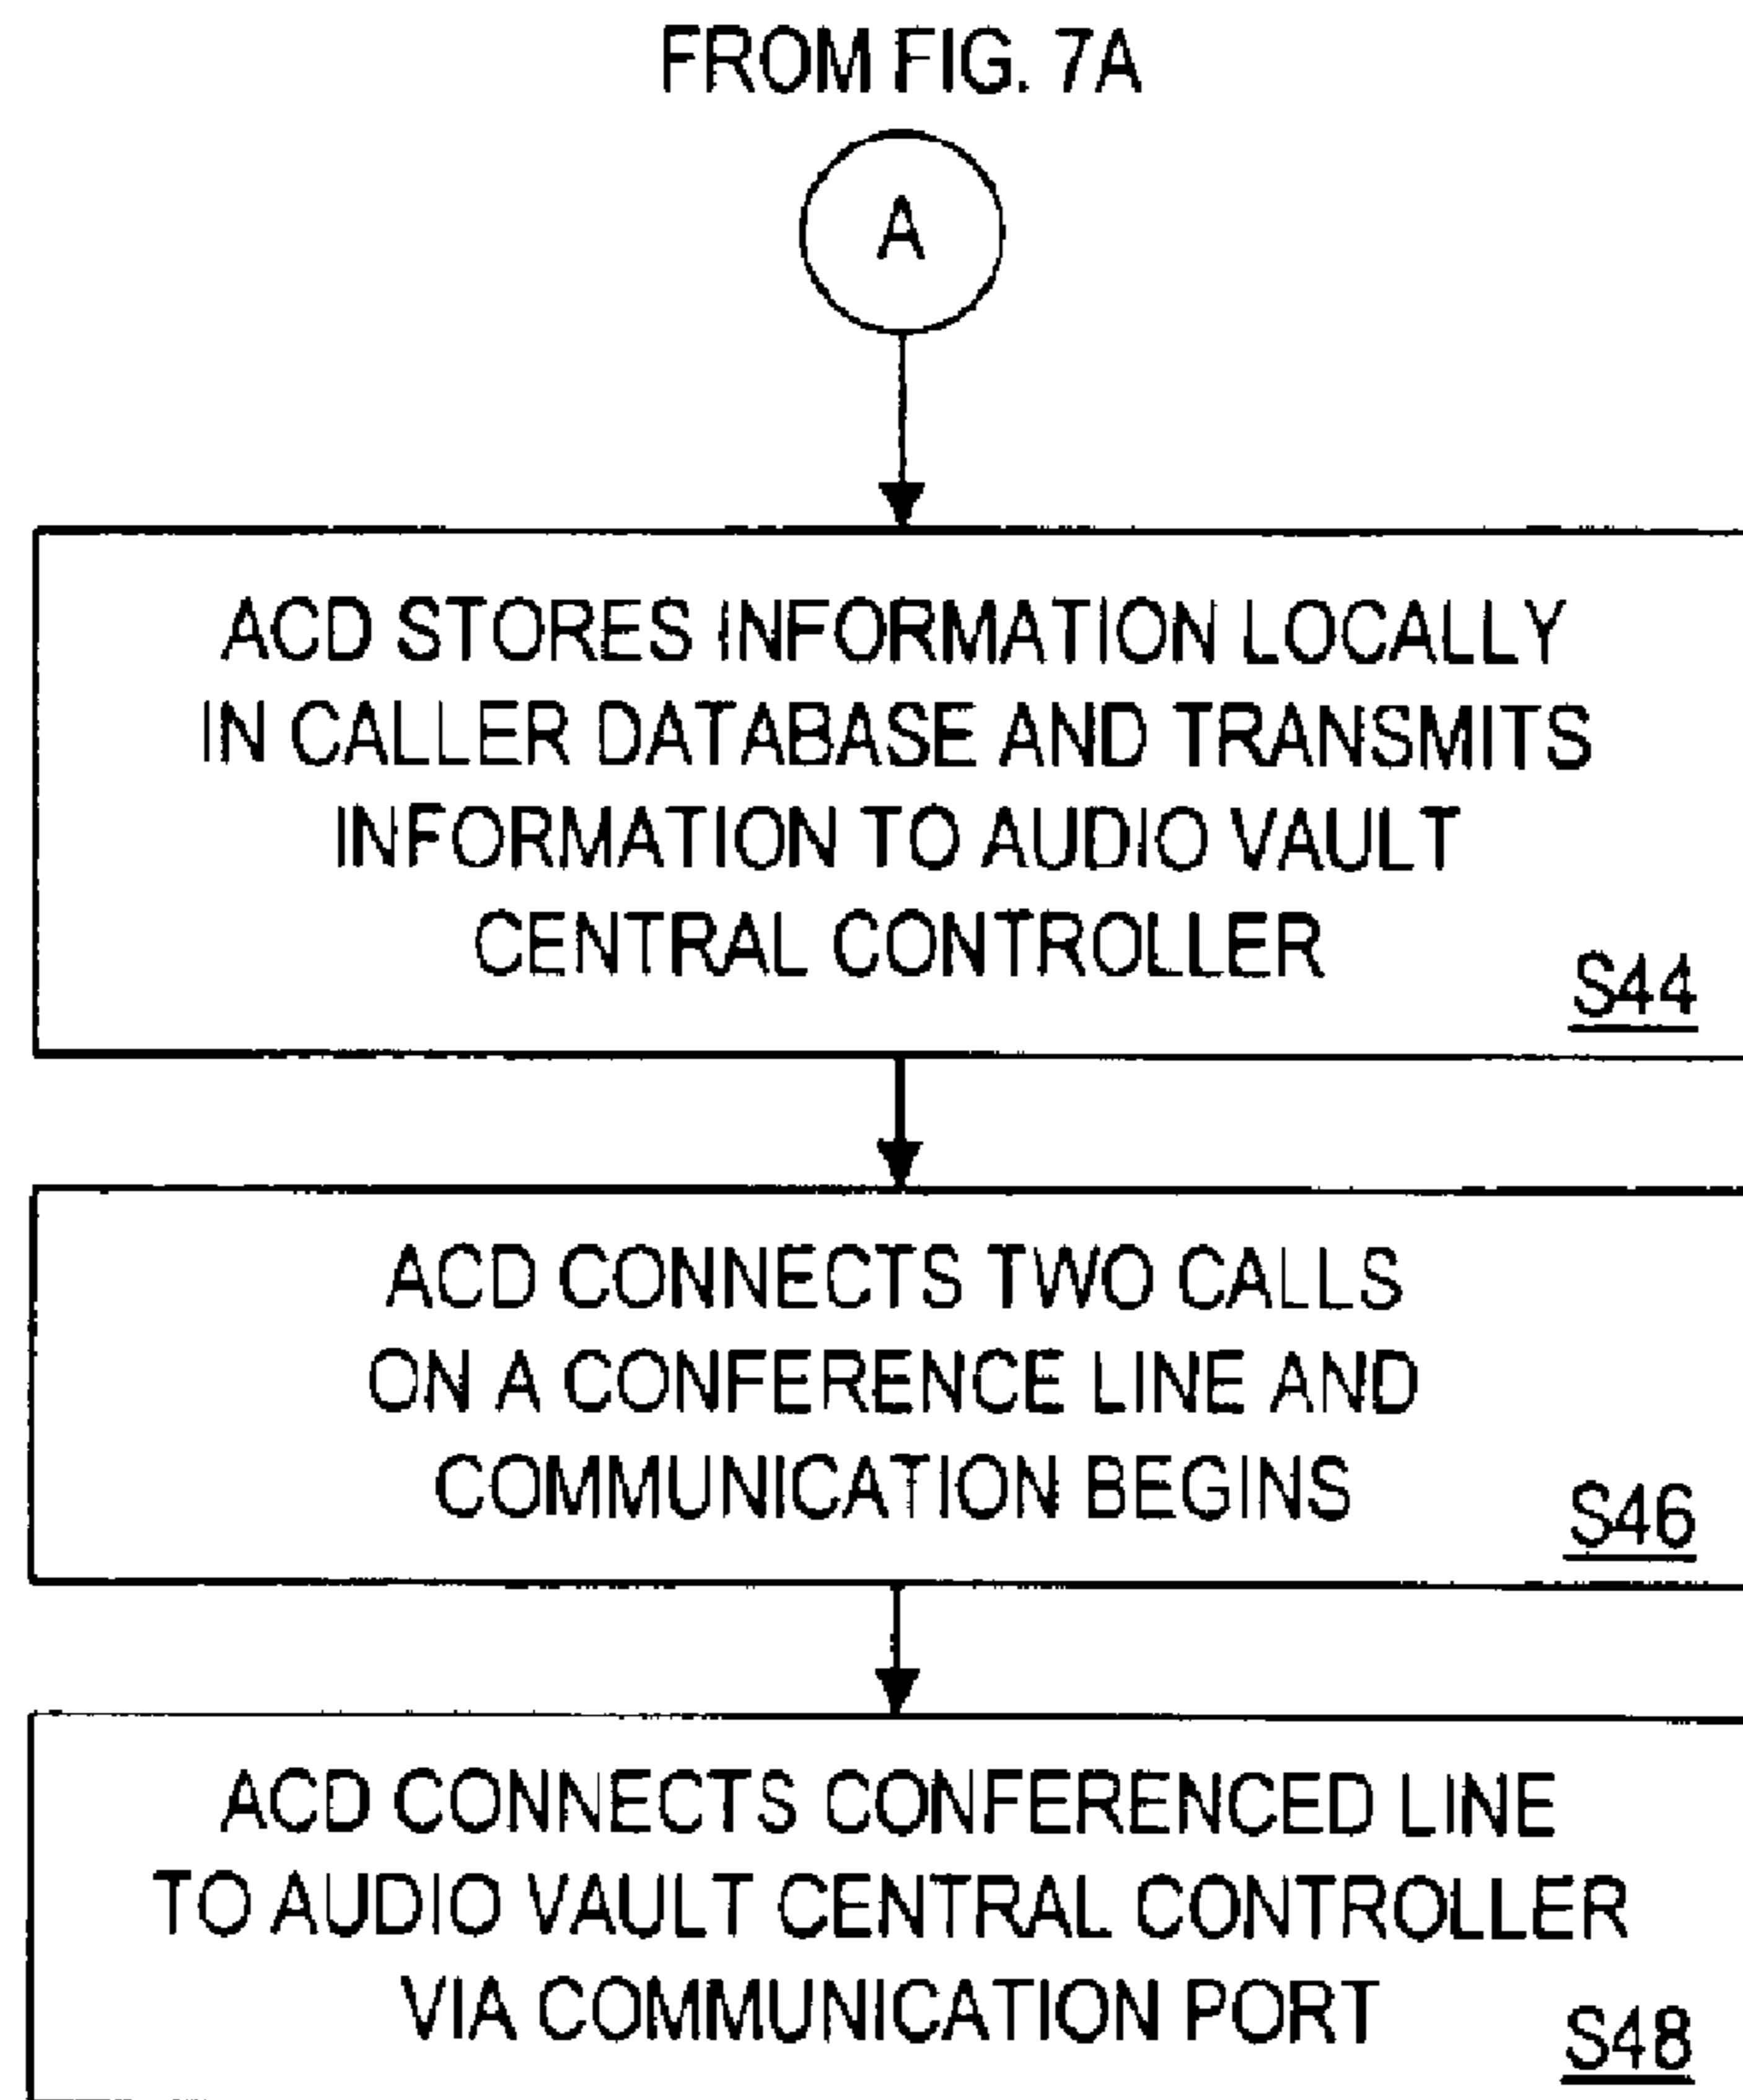 FROM FIG. 7A
A
ACD STORES INFORMATION LOCALLY
IN CALLER DATABASE AND TRANSMITS
INFORMATION TO AUDIO VAULT
CENTRAL CONTROLLER
S44
ACD CONNECTS TWO CALLS
ON A CONFERENCE LINE AND
COMMUNICATION BEGINS
S46
ACD CONNECTS CONFERENCED LINE
TO AUDIO VAULT CENTRAL CONTROLLER
VIA COMMUNICATION PORT
S48